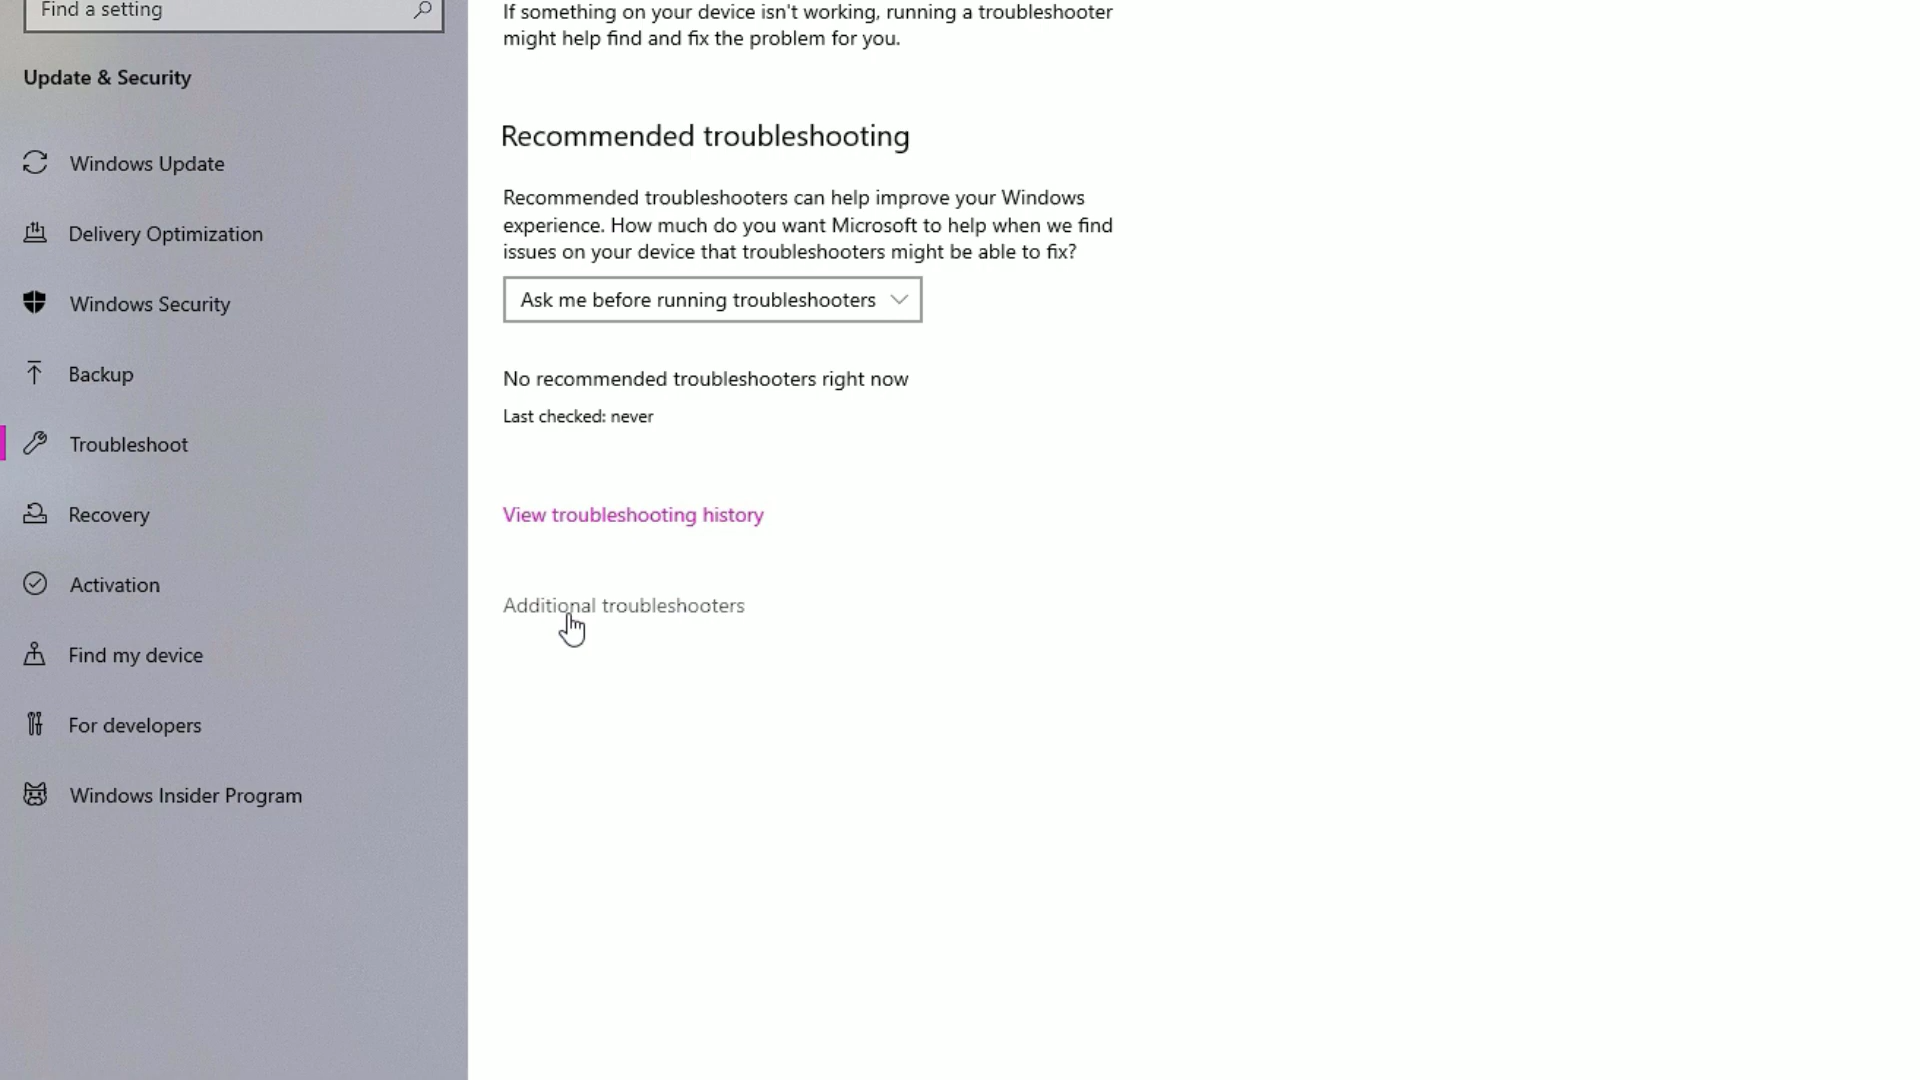 Find a setting
Update & Security
Windows Update
Delivery Optimization
Windows Security
Backup
Troubleshoot
Recovery
Activation
Find my device
For developers
Windows Insider Program
If something on your device isn't working, running a troubleshooter
might help find and fix the problem for you.
Recommended troubleshooting
Recommended troubleshooters can help improve your Windows
experience. How much do you want Microsoft to help when we find
issues on your device that troubleshooters might be able to fix?
Ask me before running troubleshooters
No recommended troubleshooters right now
Last checked: never
View troubleshooting history
Additional troubleshooters